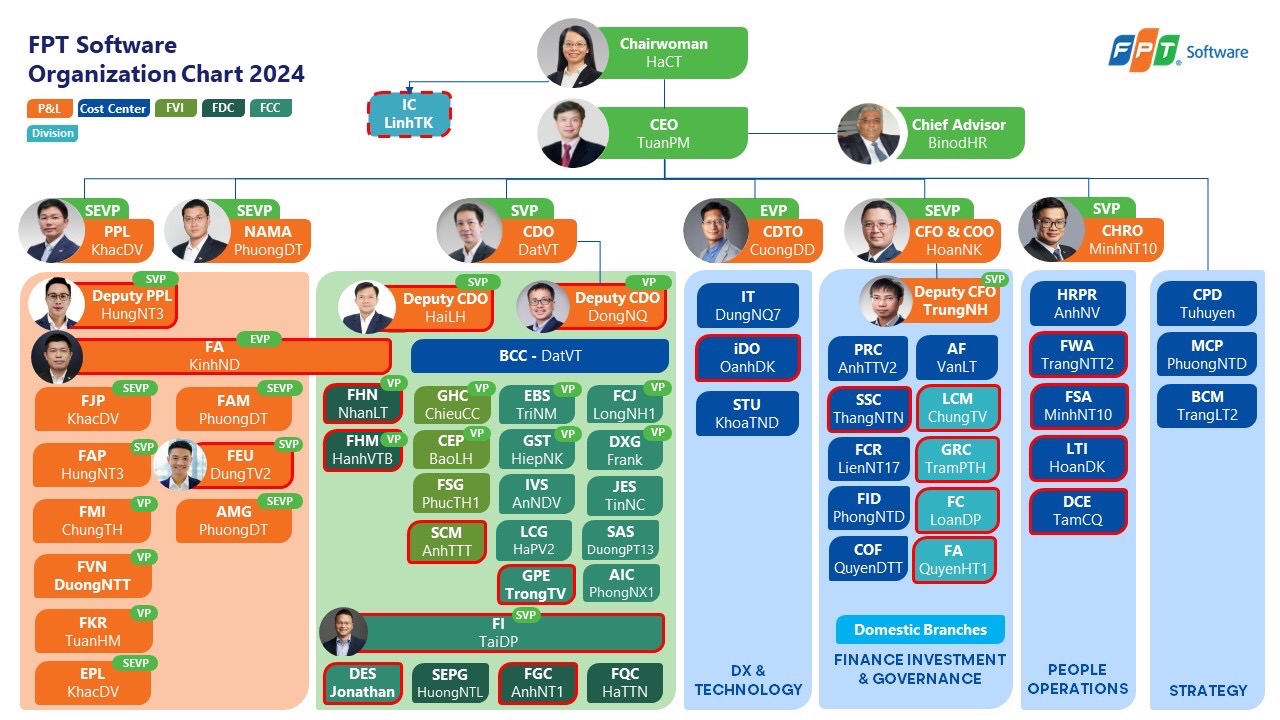 FPT Software
Organization Chart 2024
P&L
Cost Center
FVI
FDC
FCC
Division
FPT® Software
Chairwoman
HaCT
IC
LinhTK
CEO
TuanPM
Chief Advisor
BinodHR
SEVP
PPL
KhacDV
SEVP
NAMA
PhuongDT
SVP
CDO
DatVT
EVP
CDTO
CuongDD
SEVP
CFO & COO
HoanNK
SVP
CHRO
MinhNT10
SVP
Deputy PPL
HungNT3
EVP
FA
KinhND
SEVP
FJP
KhacDV
SEVP
FAM
PhuongDT
SVP
FAP
HungNT3
SVP
FEU
DungTV2
VP
FMI
ChungTH
SEVP
AMG
PhuongDT
VP
FVN
DuongNTT
VP
FKR
TuanHM
SEVP
EPL
KhacDV
SVP
Deputy CDO
HaiLH
VP
Deputy CDO
DongNQ
BCC - DatVT
VP
FHN
NhanLT
VP
GHC
ChieuCC
VP
EBS
TriNM
VP
FCJ
LongNH1
VP
FHM
HanhVTB
VP
CEP
BaoLH
VP
GST
HiepNK
VP
DXG
Frank
FSG
PhucTH1
IVS
AnNDV
JES
TinNC
SCM
AnhTTT
LCG
HaPV2
SAS
DuongPT13
GPE
TrongTV
AIC
PhongNX1
SVP
FI
TaiDP
DES
Jonathan
SEPG
HuongNTL
FGC
AnhNT1
FQC
HaTTN
IT
DungNQ7
iDO
OanhDK
STU
KhoaTND
DX &
TECHNOLOGY
SVP
Deputy CFO
TrungNH
PRC
AnhTTV2
AF
VanLT
SSC
ThangNTN
LCM
ChungTV
FCR
LienNT17
GRC
TramPTH
FID
PhongNTD
FC
LoanDP
COF
QuyenDTT
FA
QuyenHT1
Domestic Branches
FINANCE INVESTMENT
& GOVERNANCE
HRPR
AnhNV
FWA
TrangNTT2
FSA
MinhNT10
LTI
HoanDK
DCE
TamCQ
PEOPLE
OPERATIONS
CPD
Tuhuyen
MCP
PhuongNTD
BCM
TrangLT2
STRATEGY